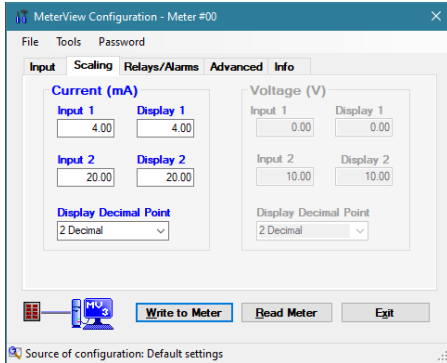 MeterView Configuration - Meter #00
File Tools Password
Input Scaling Relays/Alarms Advanced Info
Current (mA) Voltage (V)
Input 1 Display 1 Input 1 Display 1
4.00 4.00 0.00 0.00
Input 2 Display 2 Input 2 Display 2
20.00 20.00 10.00 10.00
Display Decimal Point Display Decimal Point
2 Decimal 2 Decimal
MV
3
Write to Meter Read Meter Exit
Source of configuration: Default settings